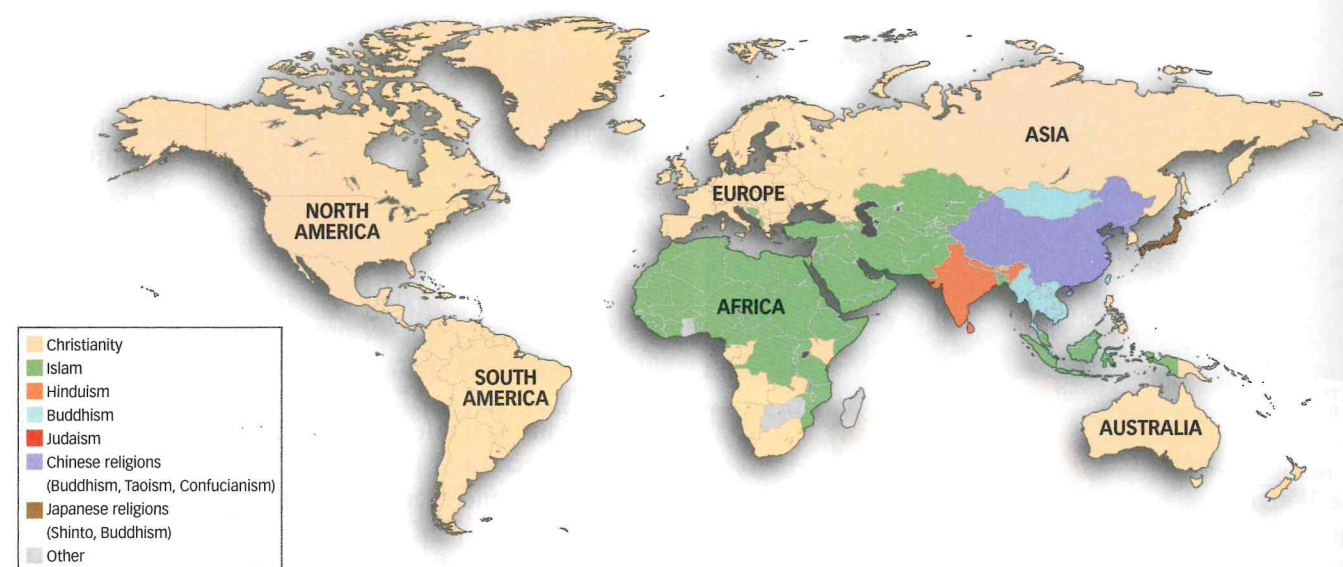 ASIA
EUROPE
NORTH
AMERICA
AFRICA
SOUTH
AMERICA
AUSTRALIA
Christianity
Islam
Hinduism
Buddhism
Judaism
Chinese religions
(Buddhism, Taoism, Confucianism)
Japanese religions
(Shinto, Buddhism)
Other